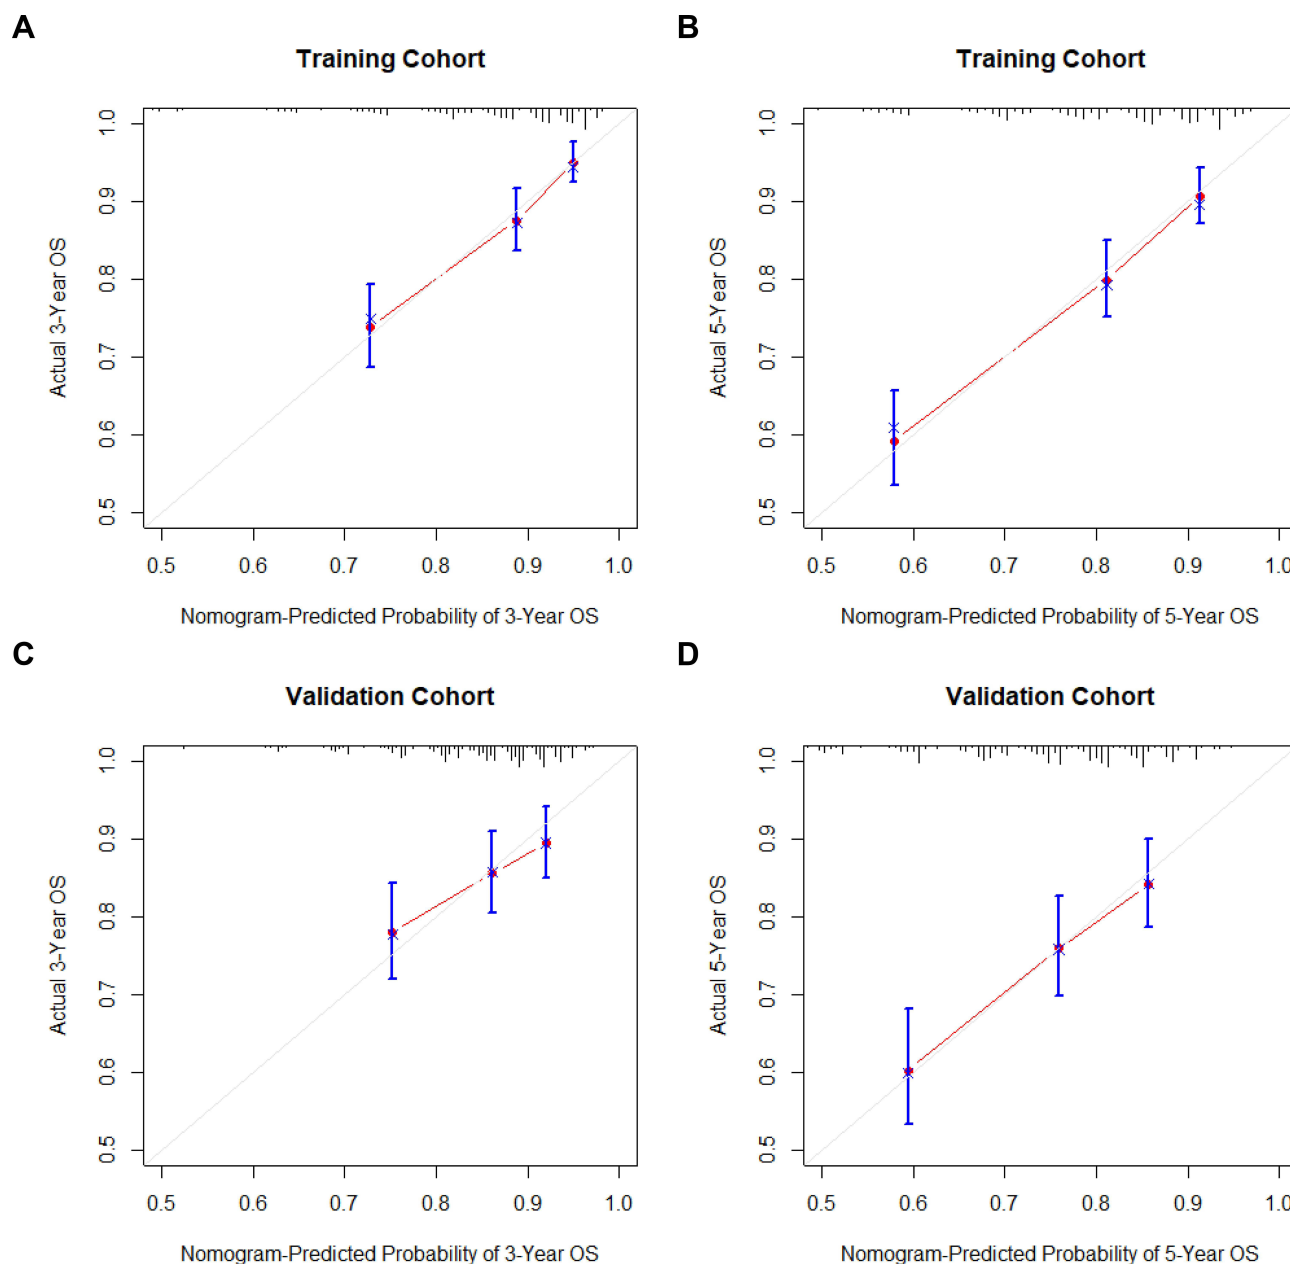 A
Training Cohort
Actual 3-Year OS
1.0
0.9
0.8
0.7
0.6
0.5
0.5 0.6 0.7 0.8 0.9 1.0
Nomogram-Predicted Probability of 3-Year OS
B
Training Cohort
Actual 5-Year OS
1.0
0.9
0.8
0.7
0.6
0.5
0.5 0.6 0.7 0.8 0.9 1.0
Nomogram-Predicted Probability of 5-Year OS
C
Validation Cohort
Actual 3-Year OS
1.0
0.9
0.8
0.7
0.6
0.5
0.5 0.6 0.7 0.8 0.9 1.0
Nomogram-Predicted Probability of 3-Year OS
D
Validation Cohort
Actual 5-Year OS
1.0
0.9
0.8
0.7
0.6
0.5
0.5 0.6 0.7 0.8 0.9 1.0
Nomogram-Predicted Probability of 5-Year OS